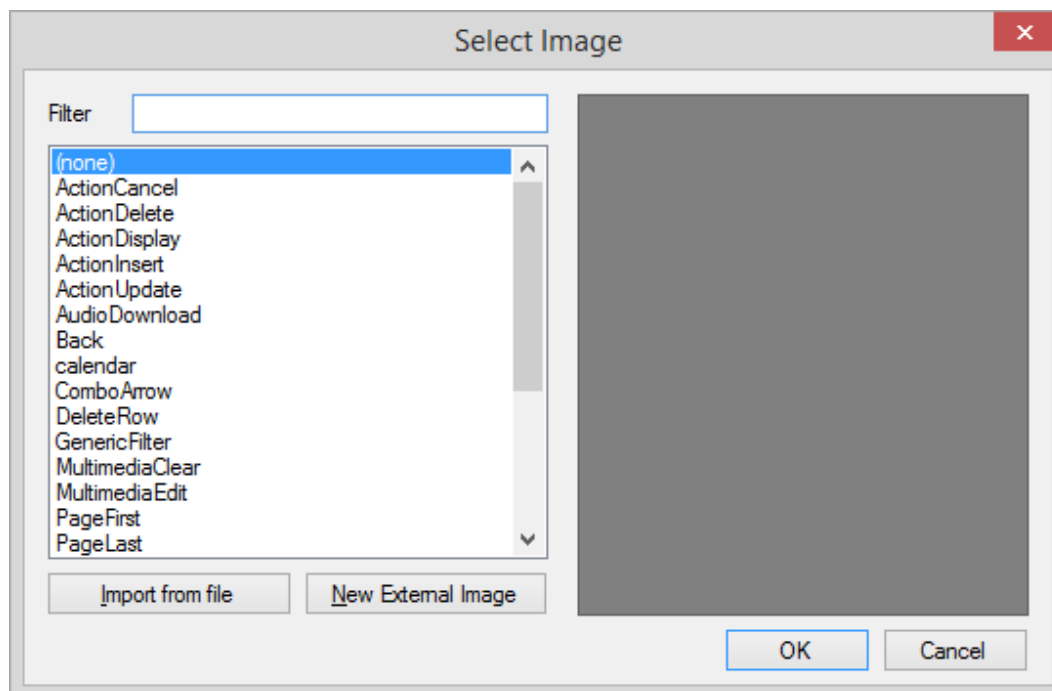 Select Image
Filter
(none)
ActionCancel
ActionDelete
ActionDisplay
ActionInsert
ActionUpdate
AudioDownload
Back
calendar
ComboArrow
DeleteRow
GenericFilter
MultimediaClear
MultimediaEdit
PageFirst
PageLast
Import from file
New External Image
OK
Cancel